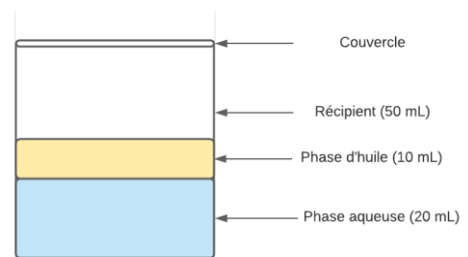 Couvercle
Récipient (50 mL)
Phase d'huile (10 mL)
Phase aqueuse (20 mL)